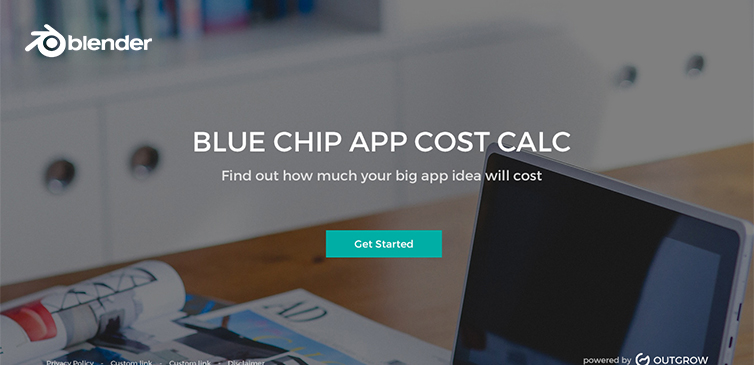 blender
BLUE CHIP APP COST CALC
Find out how much your big app idea will cost
Get Started
AD
Privacy Policy - Custom link - Custom link - Disclaimer
powered by OUTGROW